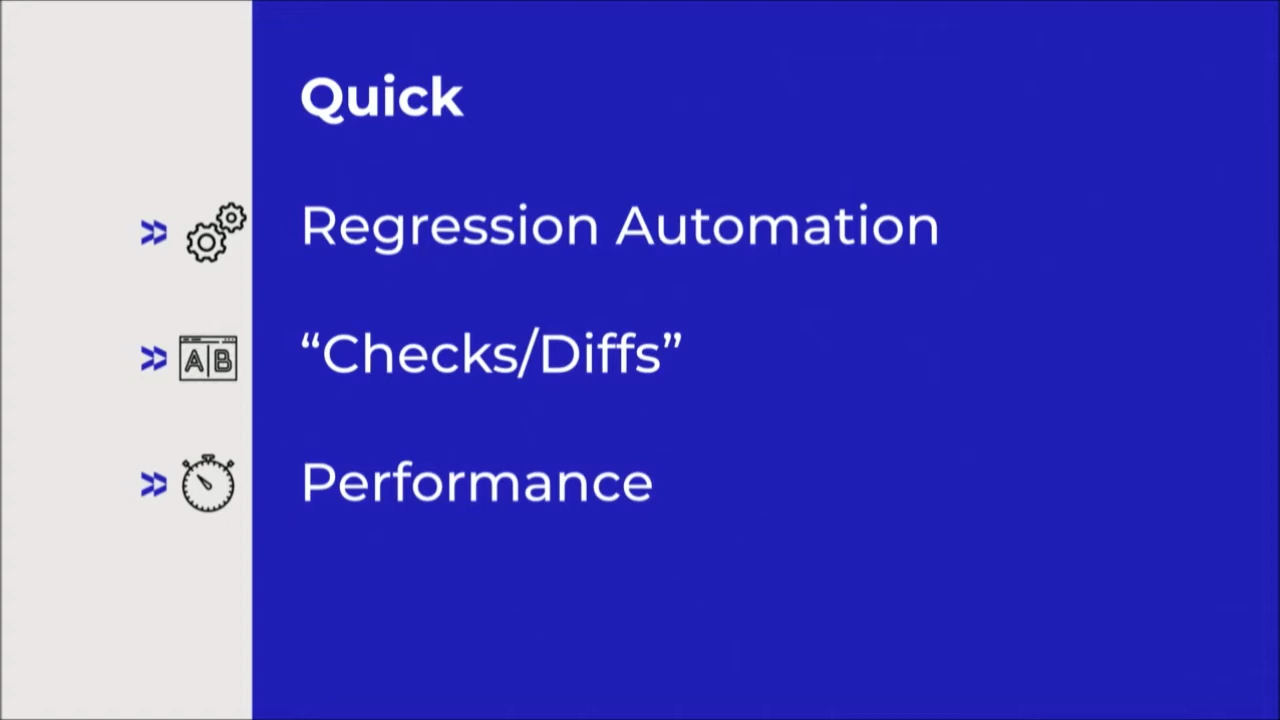 Quick
» Regression Automation
» A|B “Checks/Diffs”
» Performance